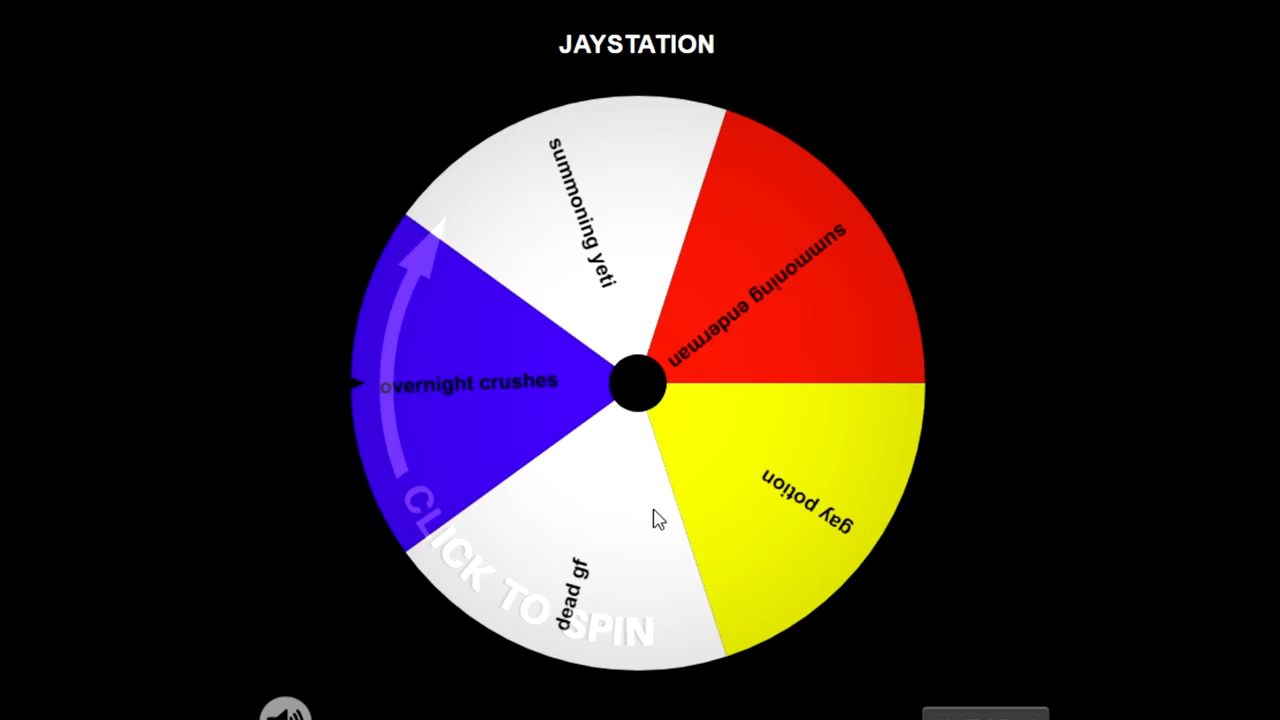 JAYSTATION
summoning yeti
summoning enderman
overnight crushes
gay potion
dead gf
CLICK TO SPIN